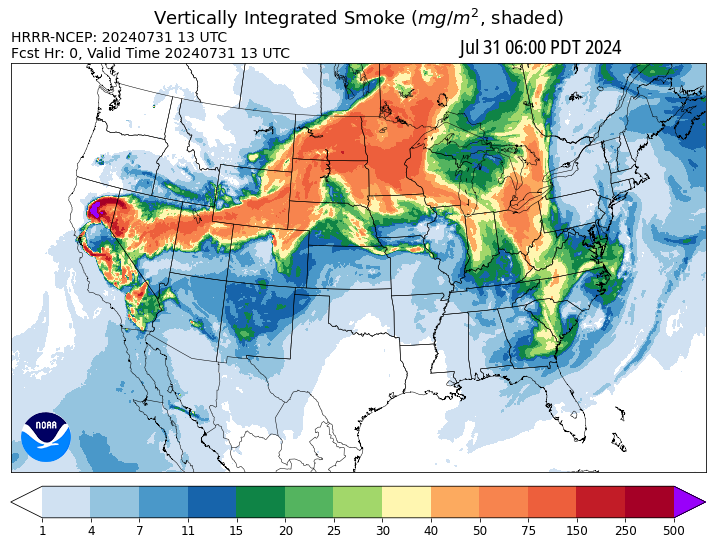 Vertically Integrated Smoke (mg/m², shaded)
HRRR-NCEP: 20240731 13 UTC
Fcst Hr: 0, Valid Time 20240731 13 UTC
Jul 31 06:00 PDT 2024
NOAA
1 4 7 11 15 20 25 30 40 50 75 150 250 500